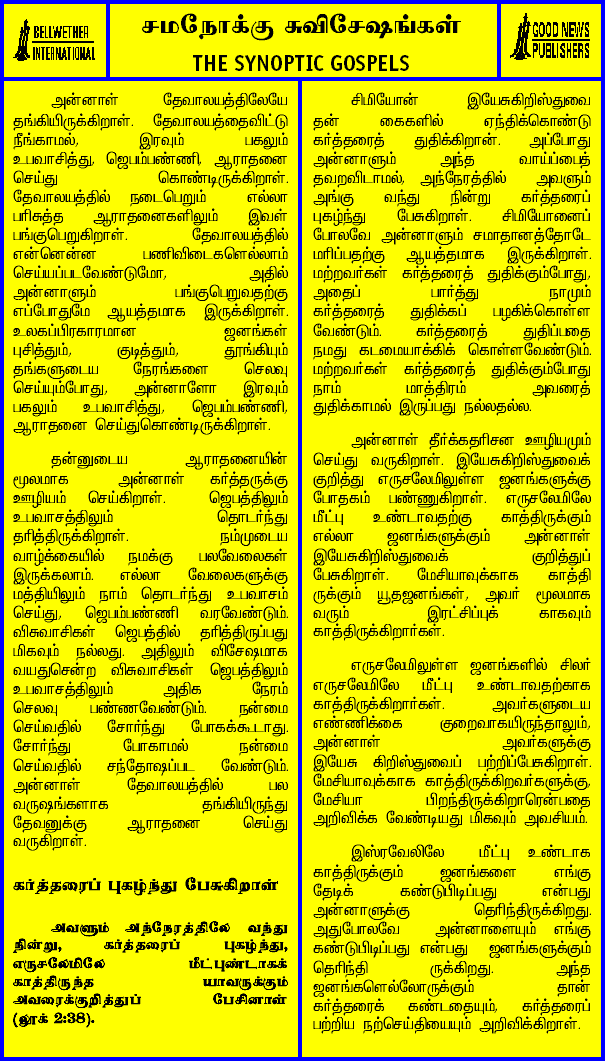 BELLWETHER
INTERNATIONAL
சமநோக்கு சுவிசேஷங்கள்
THE SYNOPTIC GOSPELS
GOOD NEWS
PUBLISHERS
அன்னாள் தேவாலயத்திலேயே
தங்கியிருக்கிறாள். தேவாலயத்தைவிட்டு
நீங்காமல், இரவும் பகலும்
உபவாசித்து, ஜெபம்பண்ணி, ஆராதனை
செய்து கொண்டிருக்கிறாள்.
தேவாலயத்தில் நடைபெறும் எல்லா
பரிசுத்த ஆராதனைகளிலும் இவள்
பங்குபெறுகிறாள். தேவாலயத்தில்
என்னென்ன பணிவிடைகளெல்லாம்
செய்யப்படவேண்டுமோ, அதில்
அன்னாளும் பங்குபெறுவதற்கு
எப்போதுமே ஆயத்தமாக இருக்கிறாள்.
உலகப்பிரகாரமான ஜனங்கள்
புசித்தும், குடித்தும், தூங்கியும்
தங்களுடைய நேரங்களை செலவு
செய்யும்போது, அன்னாளோ இரவும்
பகலும் உபவாசித்து, ஜெபம்பண்ணி,
ஆராதனை செய்துகொண்டிருக்கிறாள்.
தன்னுடைய ஆராதனையின்
மூலமாக அன்னாள் கர்த்தருக்கு
ஊழியம் செய்கிறாள். ஜெபத்திலும்
உபவாசத்திலும் தொடர்ந்து
தரித்திருக்கிறாள். நம்முடைய
வாழ்க்கையில் நமக்கு பலவேலைகள்
இருக்கலாம். எல்லா வேலைகளுக்கு
மத்தியிலும் நாம் தொடர்ந்து உபவாசம்
செய்து, ஜெபம்பண்ணி வரவேண்டும்.
விசுவாசிகள் ஜெபத்தில் தரித்திருப்பது
மிகவும் நல்லது. அதிலும் விசேஷமாக
வயதுசென்ற விசுவாசிகள் ஜெபத்திலும்
உபவாசத்திலும் அதிக நேரம்
செலவு பண்ணவேண்டும். நன்மை
செய்வதில் சோர்ந்து போகக்கூடாது.
சோர்ந்து போகாமல் நன்மை
செய்வதில் சந்தோஷப்பட வேண்டும்.
அன்னாள் தேவாலயத்தில் பல
வருஷங்களாக தங்கியிருந்து
தேவனுக்கு ஆராதனை செய்து
வருகிறாள்.
கர்த்தரைப் புகழ்ந்து பேசுகிறாள்
அவளும் அந்நேரத்திலே வந்து
நின்று, கர்த்தரைப் புகழ்ந்து,
எருசலேமிலே மீட்புண்டாகக்
காத்திருந்த யாவருக்கும்
அவரைக்குறித்துப் பேசினாள்
(லூக் 2:38).
சிமியோன் இயேசுகிறிஸ்துவை
தன் கைகளில் ஏந்திக்கொண்டு
கர்த்தரைத் துதிக்கிறான். அப்போது
அன்னாளும் அந்த வாய்ப்பைத்
தவறவிடாமல், அந்நேரத்தில் அவளும்
அங்கு வந்து நின்று கர்த்தரைப்
புகழ்ந்து பேசுகிறாள். சிமியோனைப்
போலவே அன்னாளும் சமாதானத்தோடே
மரிப்பதற்கு ஆயத்தமாக இருக்கிறாள்.
மற்றவர்கள் கர்த்தரைத் துதிக்கும்போது,
அதைப் பார்த்து நாமும்
கர்த்தரைத் துதிக்கப் பழகிக்கொள்ள
வேண்டும். கர்த்தரைத் துதிப்பதை
நமது கடமையாக்கிக் கொள்ளவேண்டும்.
மற்றவர்கள் கர்த்தரைத் துதிக்கும்போது
நாம் மாத்திரம் அவரைத்
துதிக்காமல் இருப்பது நல்லதல்ல.
அன்னாள் தீர்க்கதரிசன ஊழியமும்
செய்து வருகிறாள். இயேசுகிறிஸ்துவைக்
குறித்து எருசலேமிலுள்ள ஜனங்களுக்கு
போதகம் பண்ணுகிறாள். எருசலேமிலே
மீட்பு உண்டாவதற்கு காத்திருக்கும்
எல்லா ஜனங்களுக்கும் அன்னாள்
இயேசுகிறிஸ்துவைக் குறித்துப்
பேசுகிறாள். மேசியாவுக்காக காத்தி
ருக்கும் யூதஜனங்கள், அவர் மூலமாக
வரும் இரட்சிப்புக் காகவும்
காத்திருக்கிறார்கள்.
எருசலேமிலுள்ள ஜனங்களில் சிலர்
எருசலேமிலே மீட்பு உண்டாவதற்காக
காத்திருக்கிறார்கள். அவர்களுடைய
எண்ணிக்கை குறைவாகயிருந்தாலும்,
அன்னாள் அவர்களுக்கு
இயேசு கிறிஸ்துவைப் பற்றிப்பேசுகிறாள்.
மேசியாவுக்காக காத்திருக்கிறவர்களுக்கு,
மேசியா பிறந்திருக்கிறாரென்பதை
அறிவிக்க வேண்டியது மிகவும் அவசியம்.
இஸ்ரவேலிலே மீட்பு உண்டாக
காத்திருக்கும் ஜனங்களை எங்கு
தேடிக் கண்டுபிடிப்பது என்பது
அன்னாளுக்கு தெரிந்திருக்கிறது.
அதுபோலவே அன்னாளையும் எங்கு
கண்டுபிடிப்பது என்பது ஜனங்களுக்கும்
தெரிந்தி ருக்கிறது. அந்த
ஜனங்களெல்லோருக்கும் தான்
கர்த்தரைக் கண்டதையும், கர்த்தரைப்
பற்றிய நற்செய்தியையும் அறிவிக்கிறாள்.